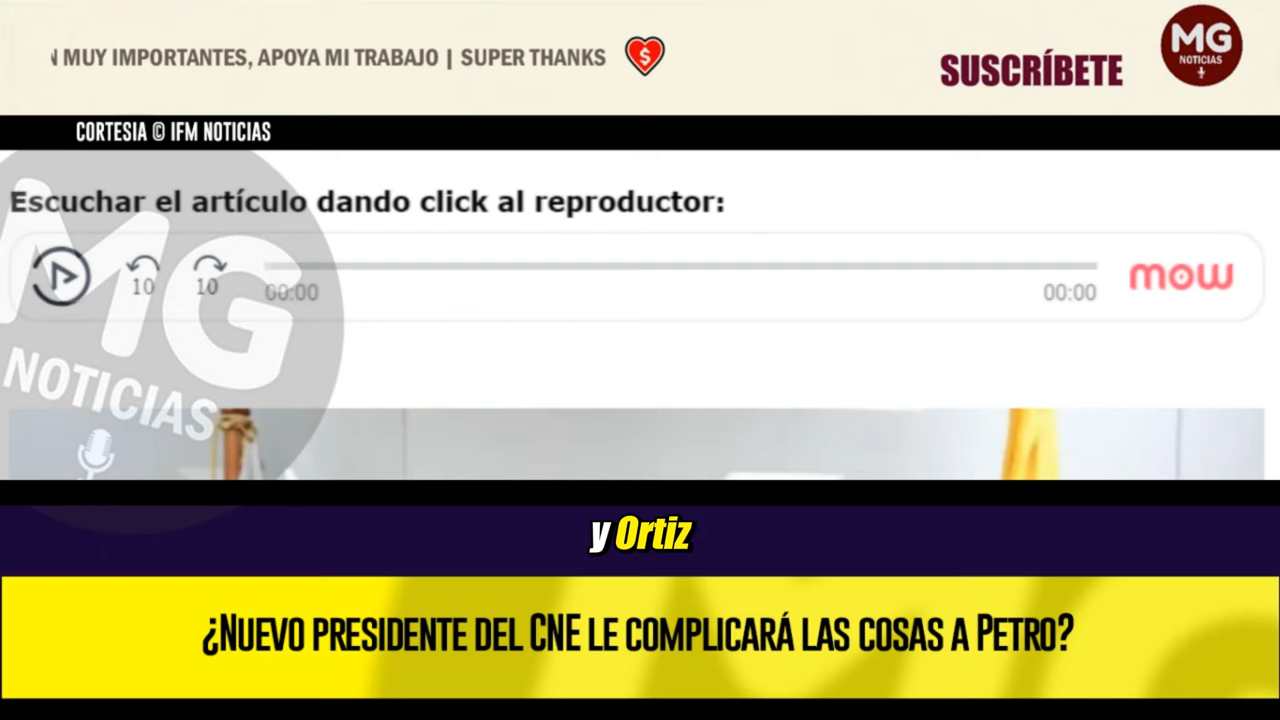 N MUY IMPORTANTES, APOYA MI TRABAJO | SUPER THANKS
$
SUSCRÍBETE
MG
NOTICIAS
CORTESIA © IFM NOTICIAS
Escuchar el artículo dando click al reproductor:
10
10
00:00
00:00
mow
MG
NOTICIAS
y Ortiz
¿NUEVO PRESIDENTE DEL CNE LE COMPLICARÁ LAS COSAS A PETRO?